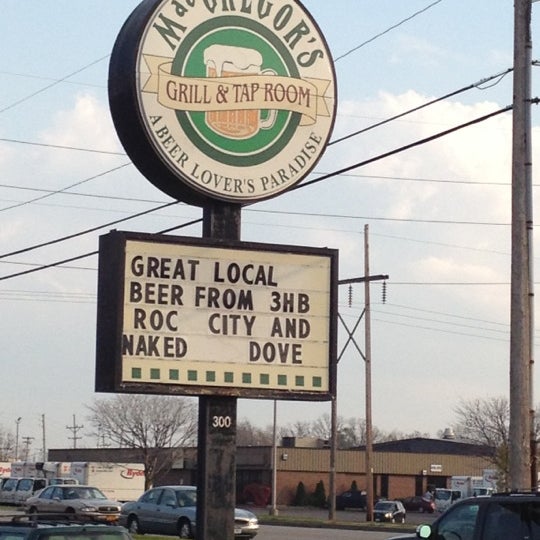 MacGREGOR'S
GRILL & TAP ROOM
A BEER LOVER'S PARADISE
GREAT LOCAL
BEER FROM 3HB
ROC CITY AND
NAKED DOVE
300